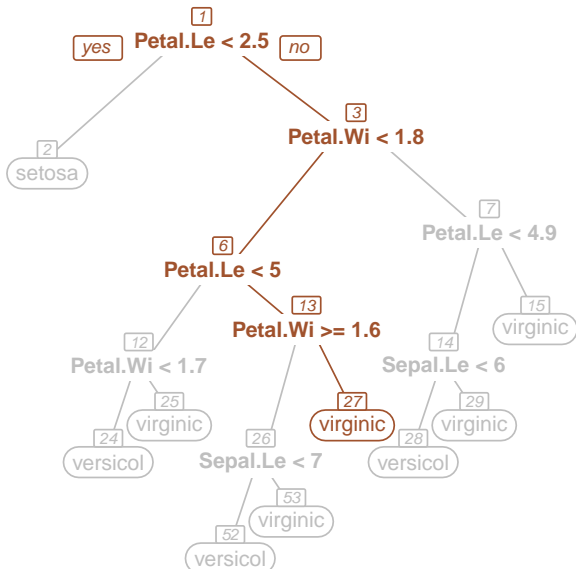 1
yes Petal.Le < 2.5 no
3
Petal.Wi < 1.8
2
setosa
7
Petal.Le < 4.9
6
Petal.Le < 5
13
Petal.Wi >= 1.6
15
virginic
12
Petal.Wi < 1.7
14
Sepal.Le < 6
25
virginic
27
virginic
29
virginic
24
versicol
26
Sepal.Le < 7
28
versicol
53
virginic
52
versicol